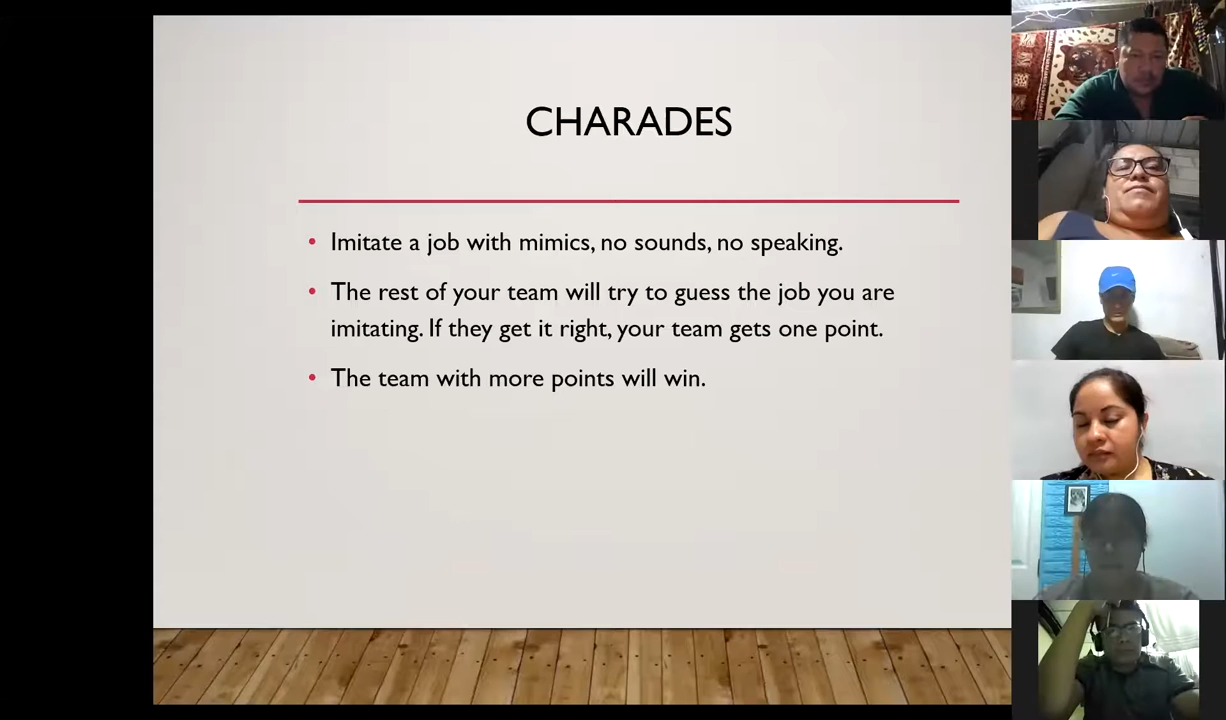 CHARADES
• Imitate a job with mimics, no sounds, no speaking.
• The rest of your team will try to guess the job you are
imitating. If they get it right, your team gets one point.
• The team with more points will win.